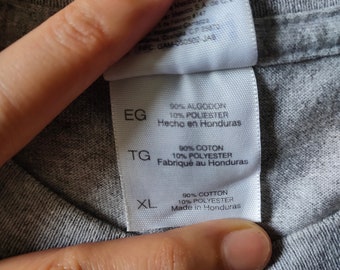 EG
90% ALGODON
10% POLIESTER
Hecho en Honduras
TG
90% COTON
10% POLYESTER
Fabriqué au Honduras
XL
90% COTTON
10% POLYESTER
Made in Honduras